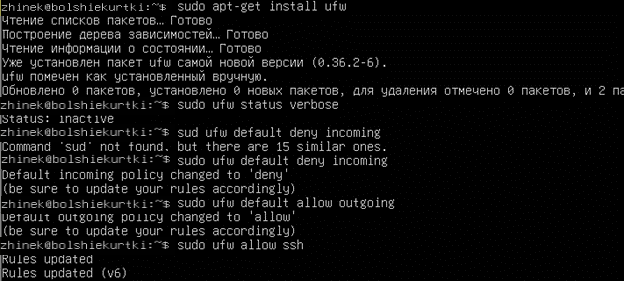 zhinek@bolshiekurtki:~$ sudo apt-get install ufw
Чтение списков пакетов… Готово
Построение дерева зависимостей… Готово
Чтение информации о состоянии… Готово
Уже установлен пакет ufw самой новой версии (0.36.2-6).
ufw помечен как установленный вручную.
Обновлено 0 пакетов, установлено 0 новых пакетов, для удаления отмечено 0 пакетов, и 2 па
zhinek@bolshiekurtki:~$ sudo ufw status verbose
Status: inactive
zhinek@bolshiekurtki:~$ sud ufw default deny incoming
Command 'sud' not found, but there are 15 similar ones.
zhinek@bolshiekurtki:~$ sudo ufw default deny incoming
Default incoming policy changed to 'deny'
(be sure to update your rules accordingly)
zhinek@bolshiekurtki:~$ sudo ufw default allow outgoing
Default outgoing policy changed to 'allow'
(be sure to update your rules accordingly)
zhinek@bolshiekurtki:~$ sudo ufw allow ssh
Rules updated
Rules updated (v6)